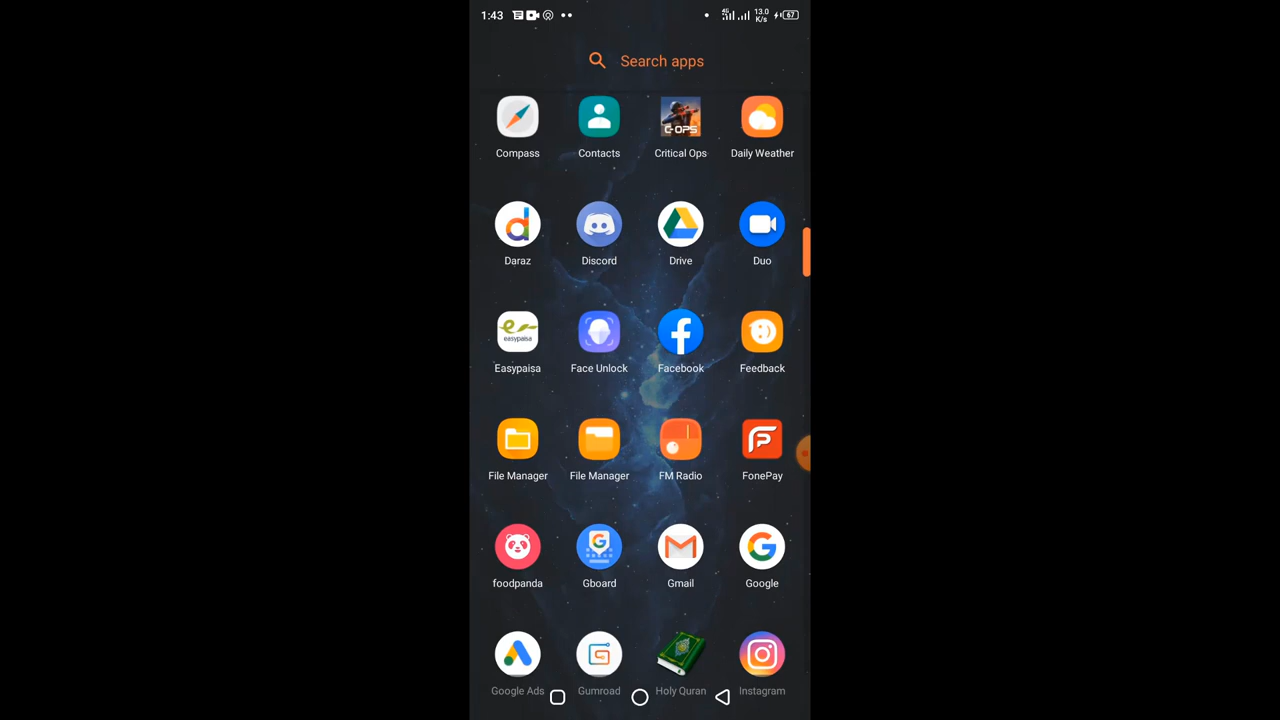 1:43 4G 13.0 K/s 67
Search apps
C-OPS
Compass Contacts Critical Ops Daily Weather
d
Daraz Discord Drive Duo
easypaisa
Easypaisa Face Unlock Facebook Feedback
File Manager File Manager FM Radio FonePay
foodpanda Gboard Gmail Google
Google Ads Gumroad Holy Quran Instagram